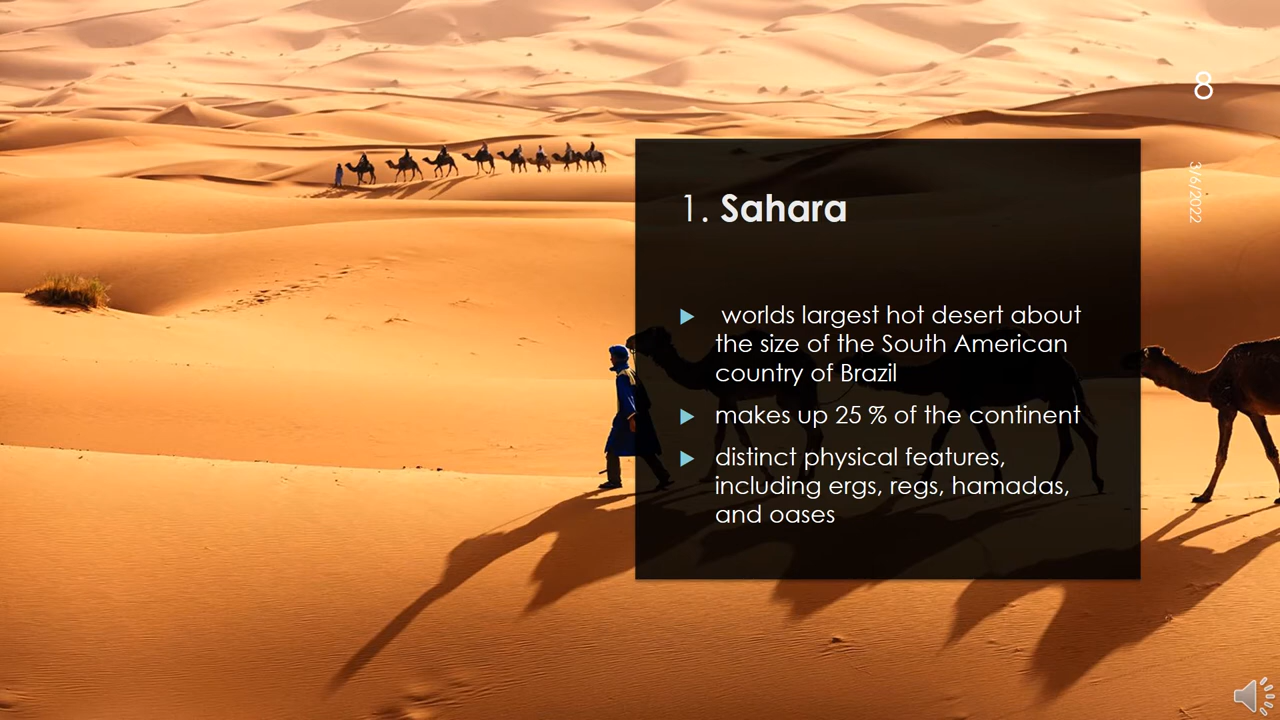 8
3/6/2022
1. Sahara
worlds largest hot desert about
the size of the South American
country of Brazil
makes up 25 % of the continent
distinct physical features,
including ergs, regs, hamadas,
and oases